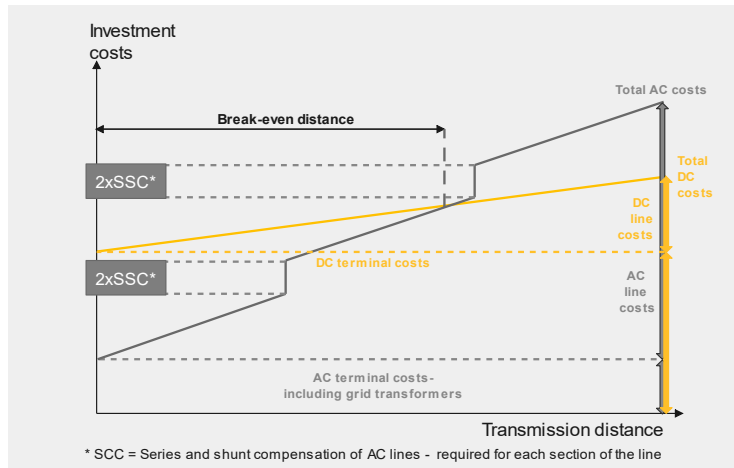 Investment
costs
Total AC costs
Break-even distance
2xSSC*
Total
DC
costs
DC
line
costs
DC terminal costs
2xSSC*
AC
line
costs
AC terminal costs-
including grid transformers
Transmission distance
* SCC = Series and shunt compensation of AC lines - required for each section of the line